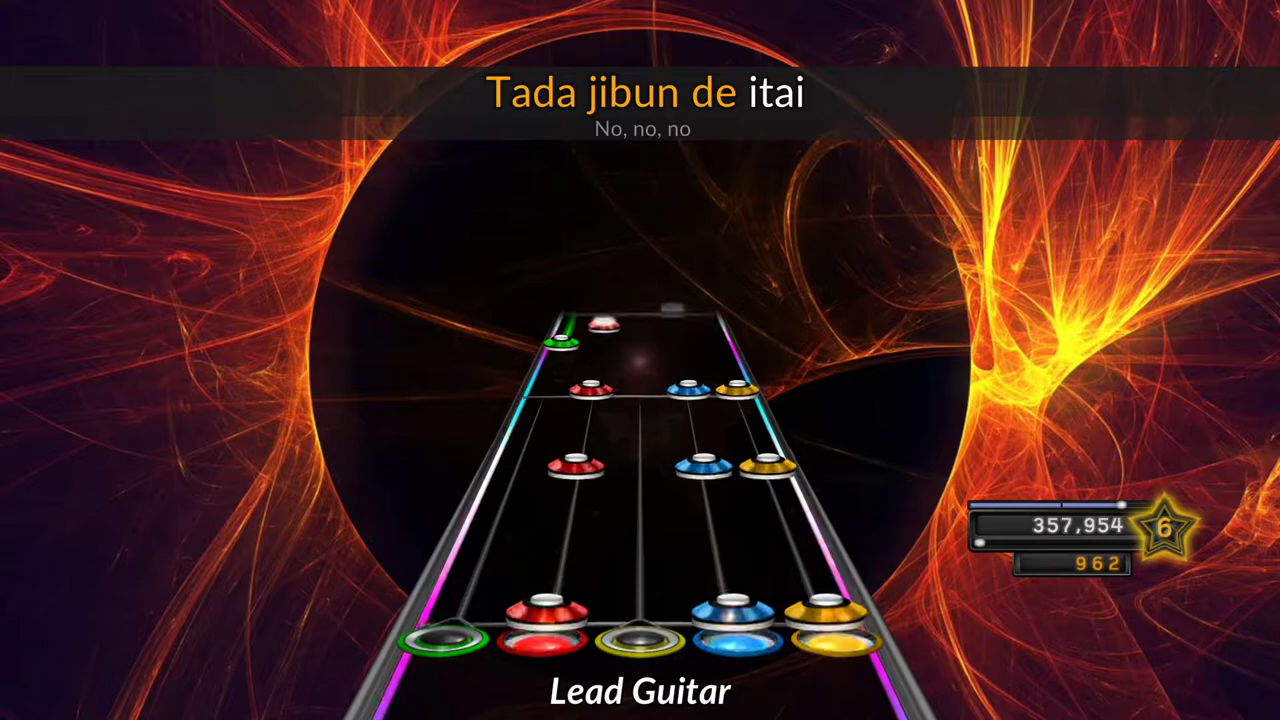 Tada jibun de itai
No, no, no
357,954
6
962
Lead Guitar